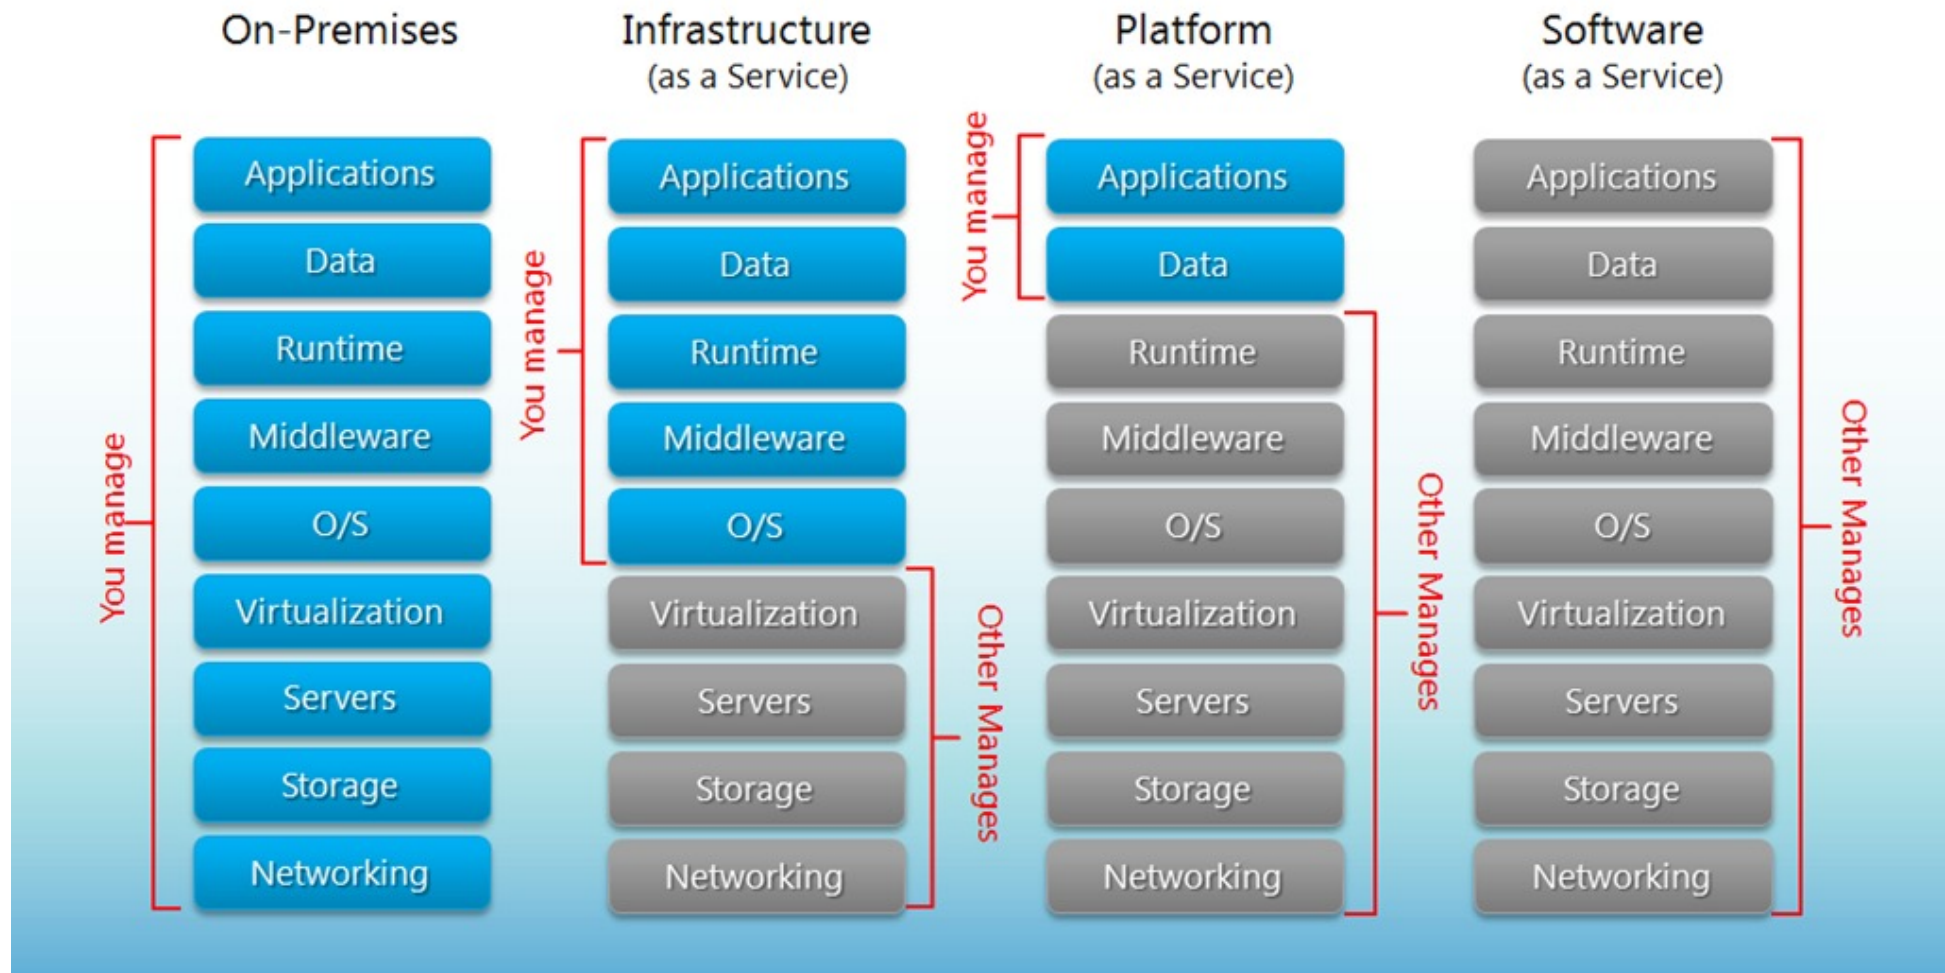 On-Premises
Infrastructure
(as a Service)
Platform
(as a Service)
Software
(as a Service)
You manage
Applications
Data
Runtime
Middleware
O/S
Virtualization
Servers
Storage
Networking
You manage
Applications
Data
Runtime
Middleware
O/S
Virtualization
Servers
Storage
Networking
Other Manages
You manage
Applications
Data
Runtime
Middleware
O/S
Virtualization
Servers
Storage
Networking
Other Manages
Applications
Data
Runtime
Middleware
O/S
Virtualization
Servers
Storage
Networking
Other Manages